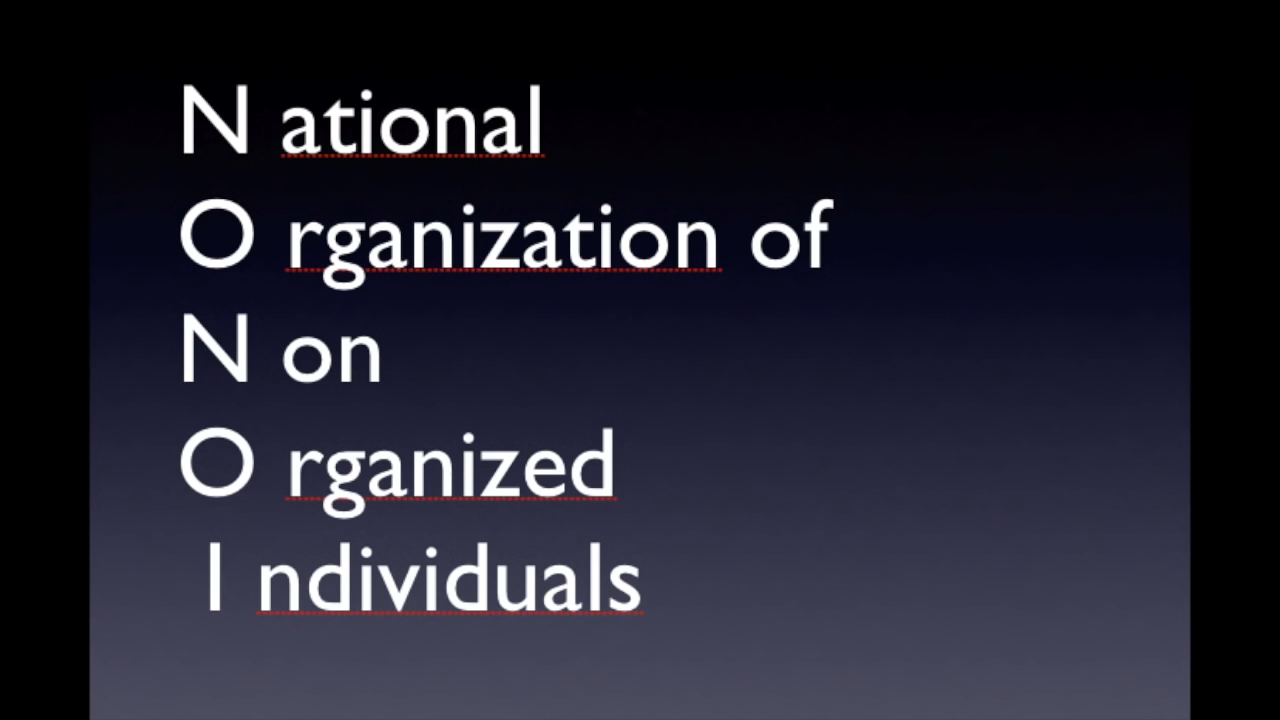 N ational
O rganization of
N on
O rganized
I ndividuals